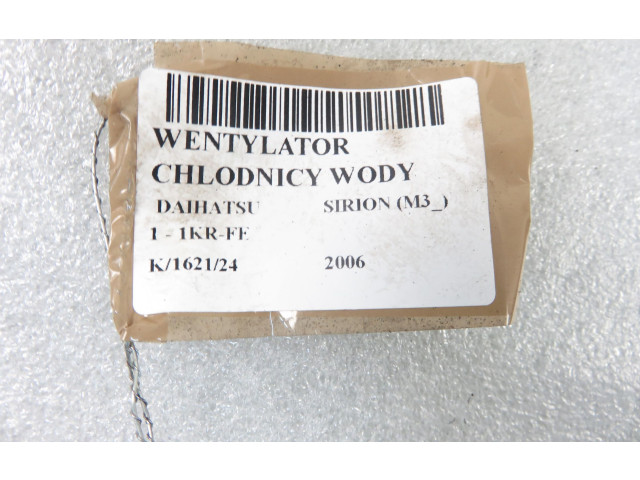 WENTYLATOR
CHLODNICY WODY
DAIHATSU SIRION (M3_)
1 - 1KR-FE
K/1621/24 2006